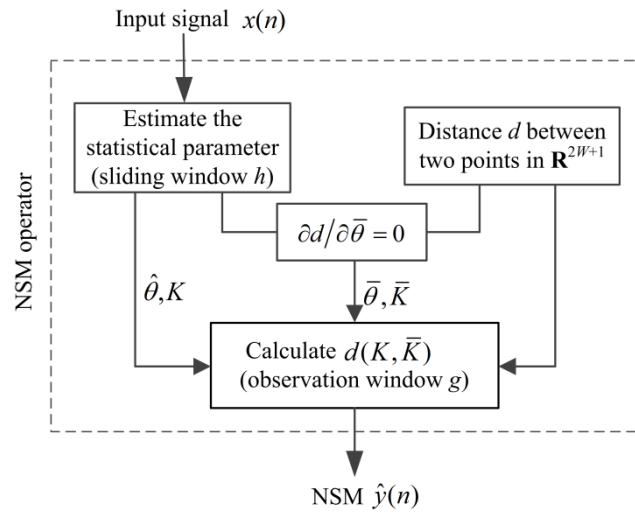 Input signal x(n)
Estimate the
statistical parameter
(sliding window h)
Distance d between
two points in R^{2W+1}
∂d/∂θ̄ = 0
NSM operator
θ̂, K
θ̄, K̄
Calculate d(K, K̄)
(observation window g)
NSM ŷ(n)